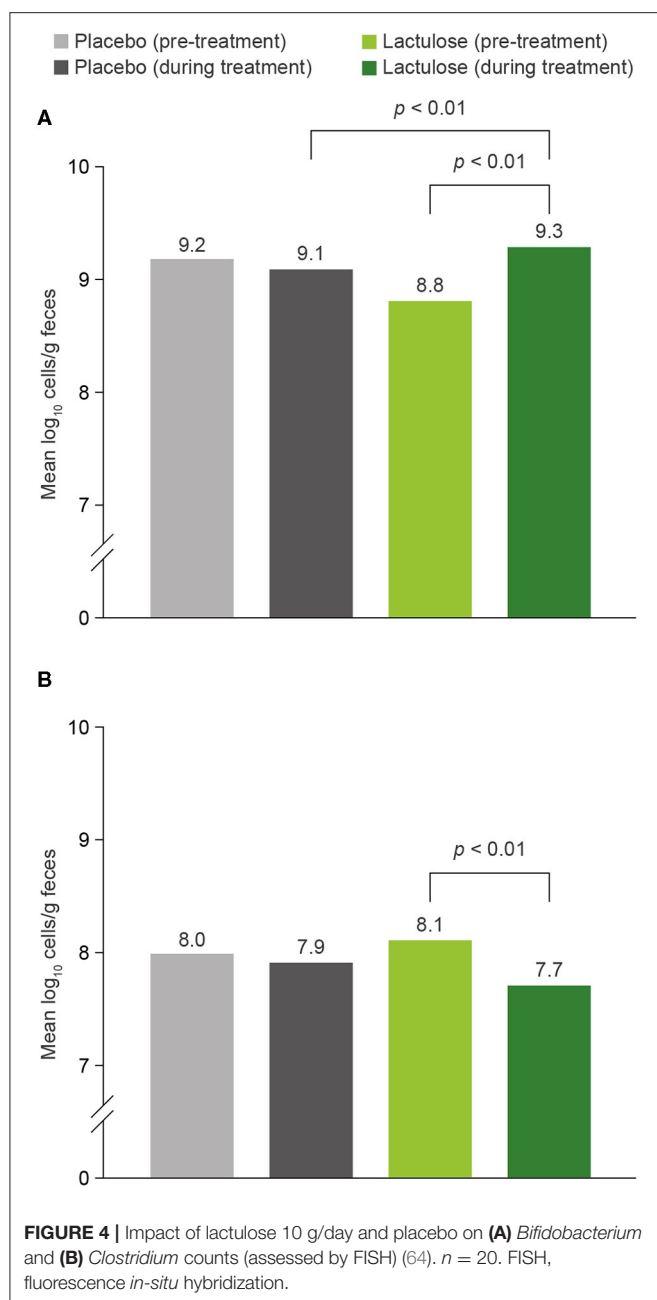 Placebo (pre-treatment) Lactulose (pre-treatment)
Placebo (during treatment) Lactulose (during treatment)
A
p < 0.01
p < 0.01
10
9
8
7
0
Mean log₁₀ cells/g feces
9.2
9.1
8.8
9.3
B
p < 0.01
10
9
8
7
0
Mean log₁₀ cells/g feces
8.0
7.9
8.1
7.7
FIGURE 4 | Impact of lactulose 10 g/day and placebo on (A) Bifidobacterium
and (B) Clostridium counts (assessed by FISH) (64). n = 20. FISH,
fluorescence in-situ hybridization.